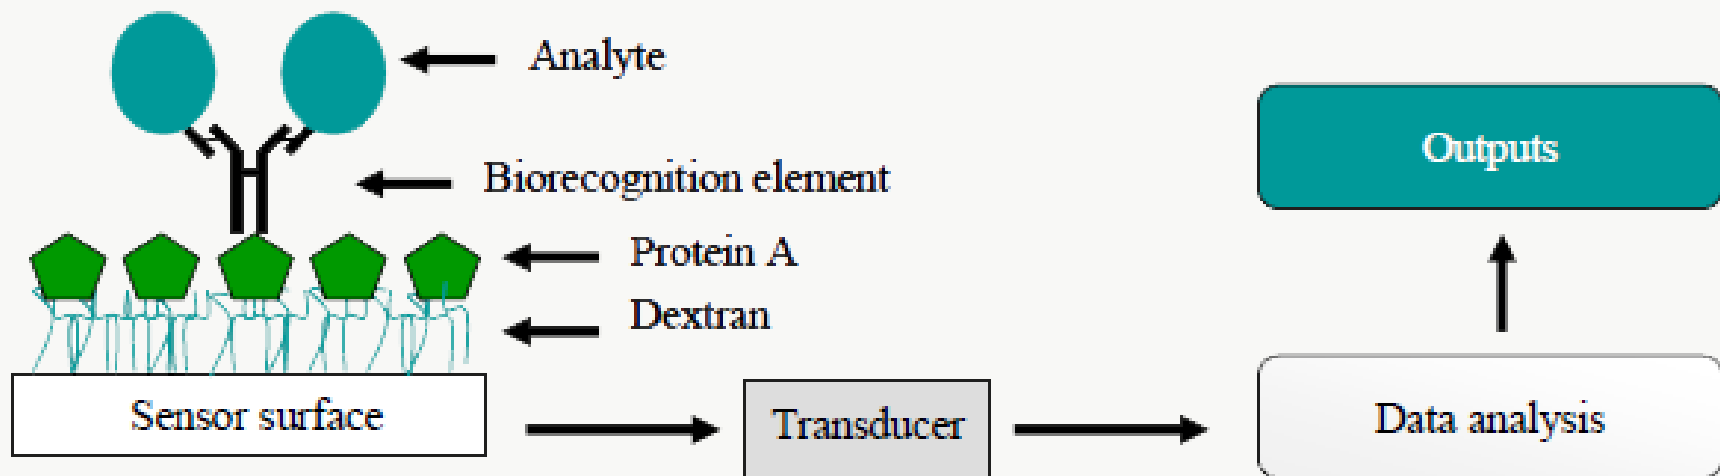 Analyte
Biorecognition element
Protein A
Dextran
Sensor surface
Transducer
Data analysis
Outputs